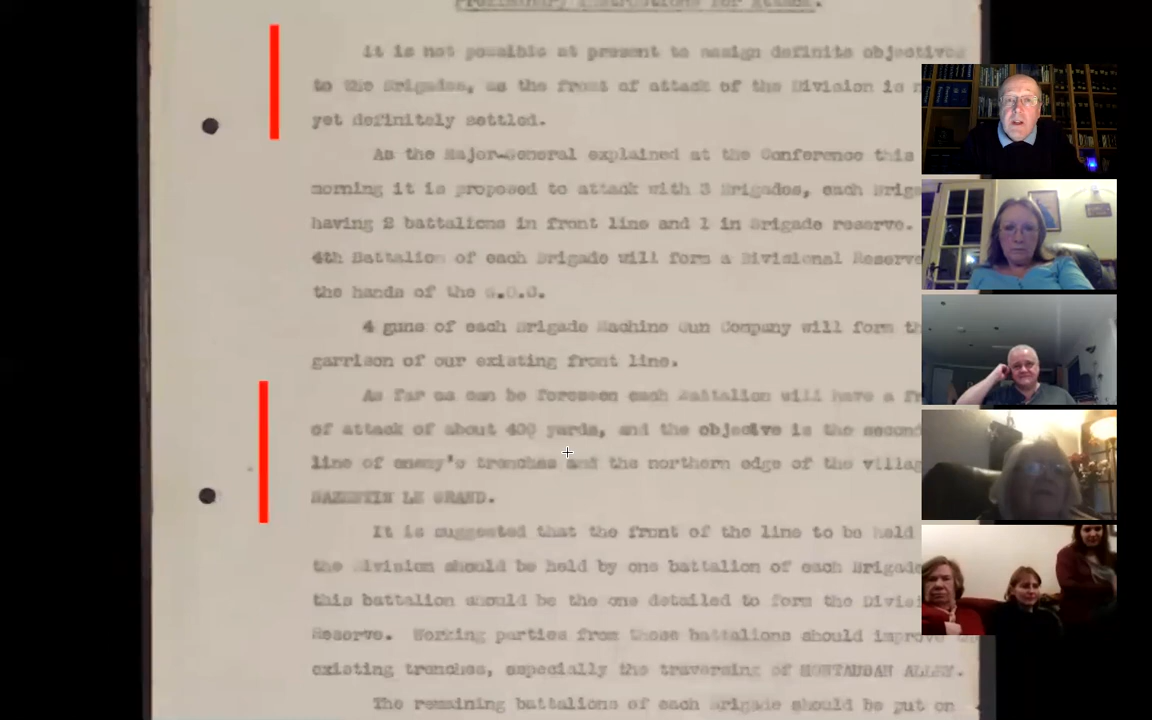 Preliminary Instructions for Attack.
It is not possible at present to assign definite objectives
to the Brigades, as the front of attack of the Division is
yet definitely settled.
As the Major-General explained at the Conference this
morning it is proposed to attack with 3 Brigades, each
having 2 battalions in front line and 1 in Brigade reserve.
4th Battalion of each Brigade will form a Divisional Reserve
the hands of the G.O.C.
4 guns of each Brigade Machine Gun Company will form
garrison of our existing front line.
As far as can be foreseen each Battalion will have a
of attack of about 400 yards, and the objective is the second
line of enemy's trenches and the northern edge of the
BAZENTIN LE GRAND.
It is suggested that the front of the line to be held
the Division should be held by one battalion of each
this battalion should be the one detailed to form the
Reserve. Working parties from these battalions should improve
existing trenches, especially the traversing of MONTAUBAN ALLEY.
The remaining battalions of each Brigade should be put on